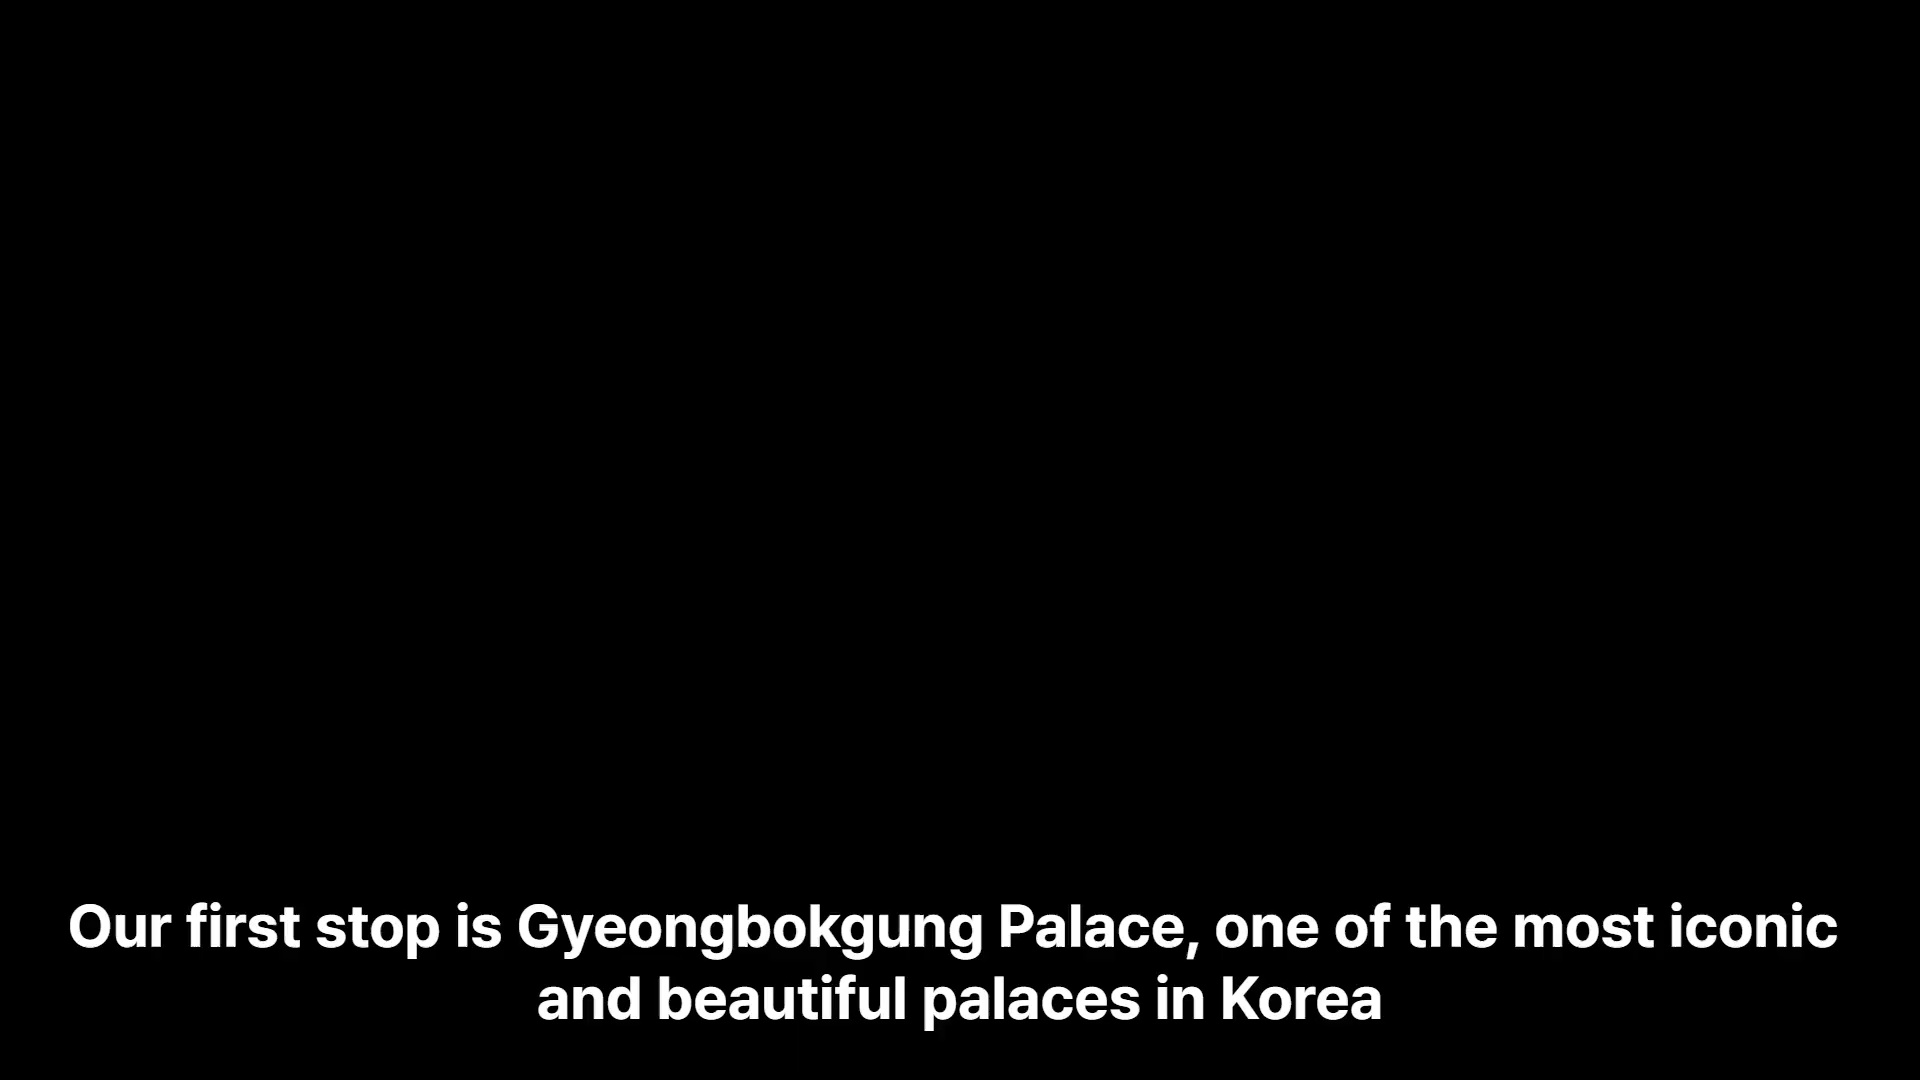 Our first stop is Gyeongbokgung Palace, one of the most iconic
and beautiful palaces in Korea